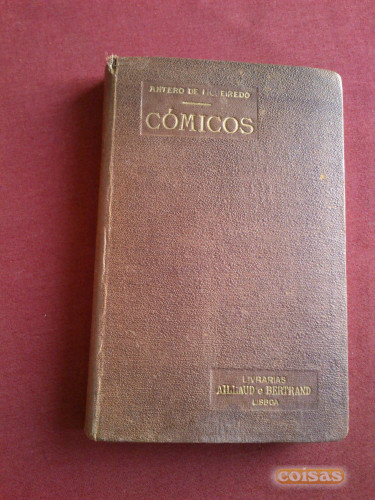 ANTERO DE FIGUEIREDO
CÓMICOS
LIVRARIAS
AILLAUD e BERTRAND
LISBOA
coisas